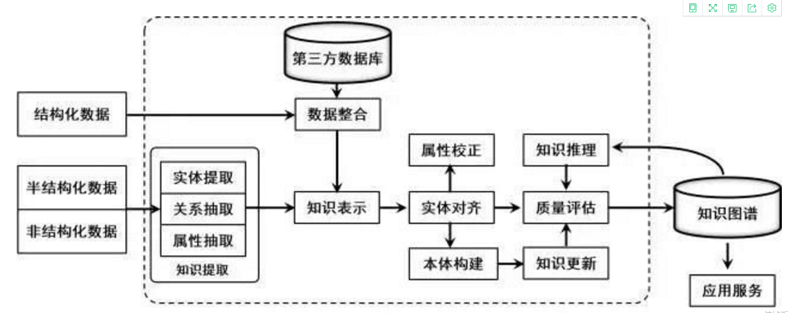 第三方数据库
结构化数据
数据整合
属性校正
知识推理
半结构化数据
实体提取
关系抽取
知识表示
实体对齐
质量评估
知识图谱
非结构化数据
属性抽取
知识提取
本体构建
知识更新
应用服务